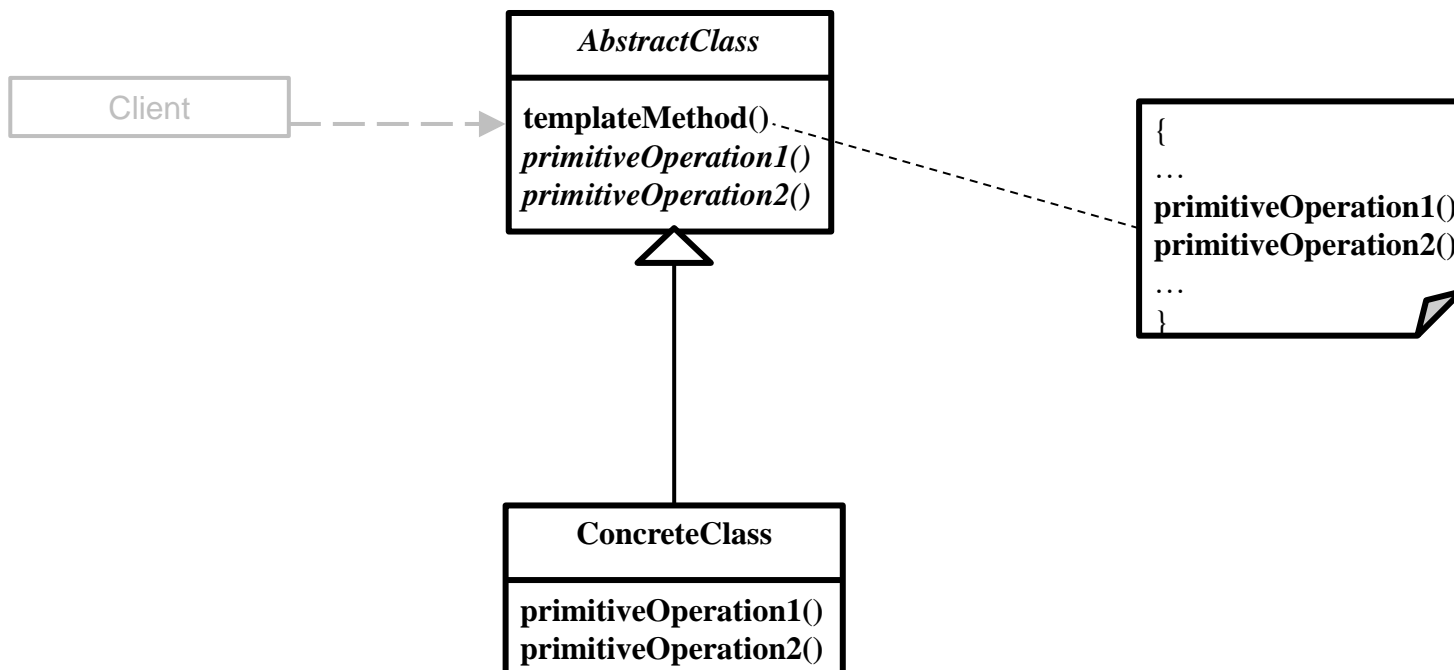 AbstractClass
Client
templateMethod()
primitiveOperation1()
primitiveOperation2()
{
…
primitiveOperation1()
primitiveOperation2()
…
}
ConcreteClass
primitiveOperation1()
primitiveOperation2()